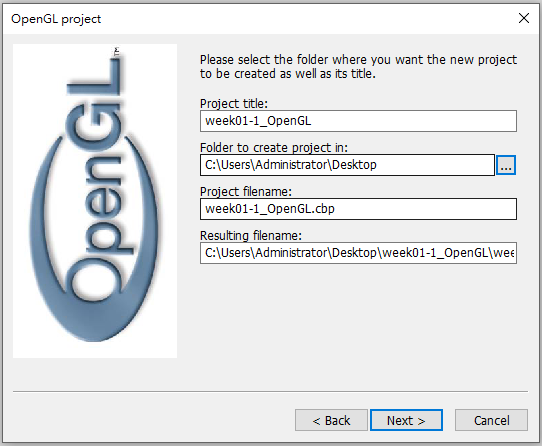 OpenGL project
OpenGL
TM
Please select the folder where you want the new project
to be created as well as its title.
Project title:
week01-1_OpenGL
Folder to create project in:
C:\Users\Administrator\Desktop
...
Project filename:
week01-1_OpenGL.cbp
Resulting filename:
C:\Users\Administrator\Desktop\week01-1_OpenGL\wee
< Back
Next >
Cancel